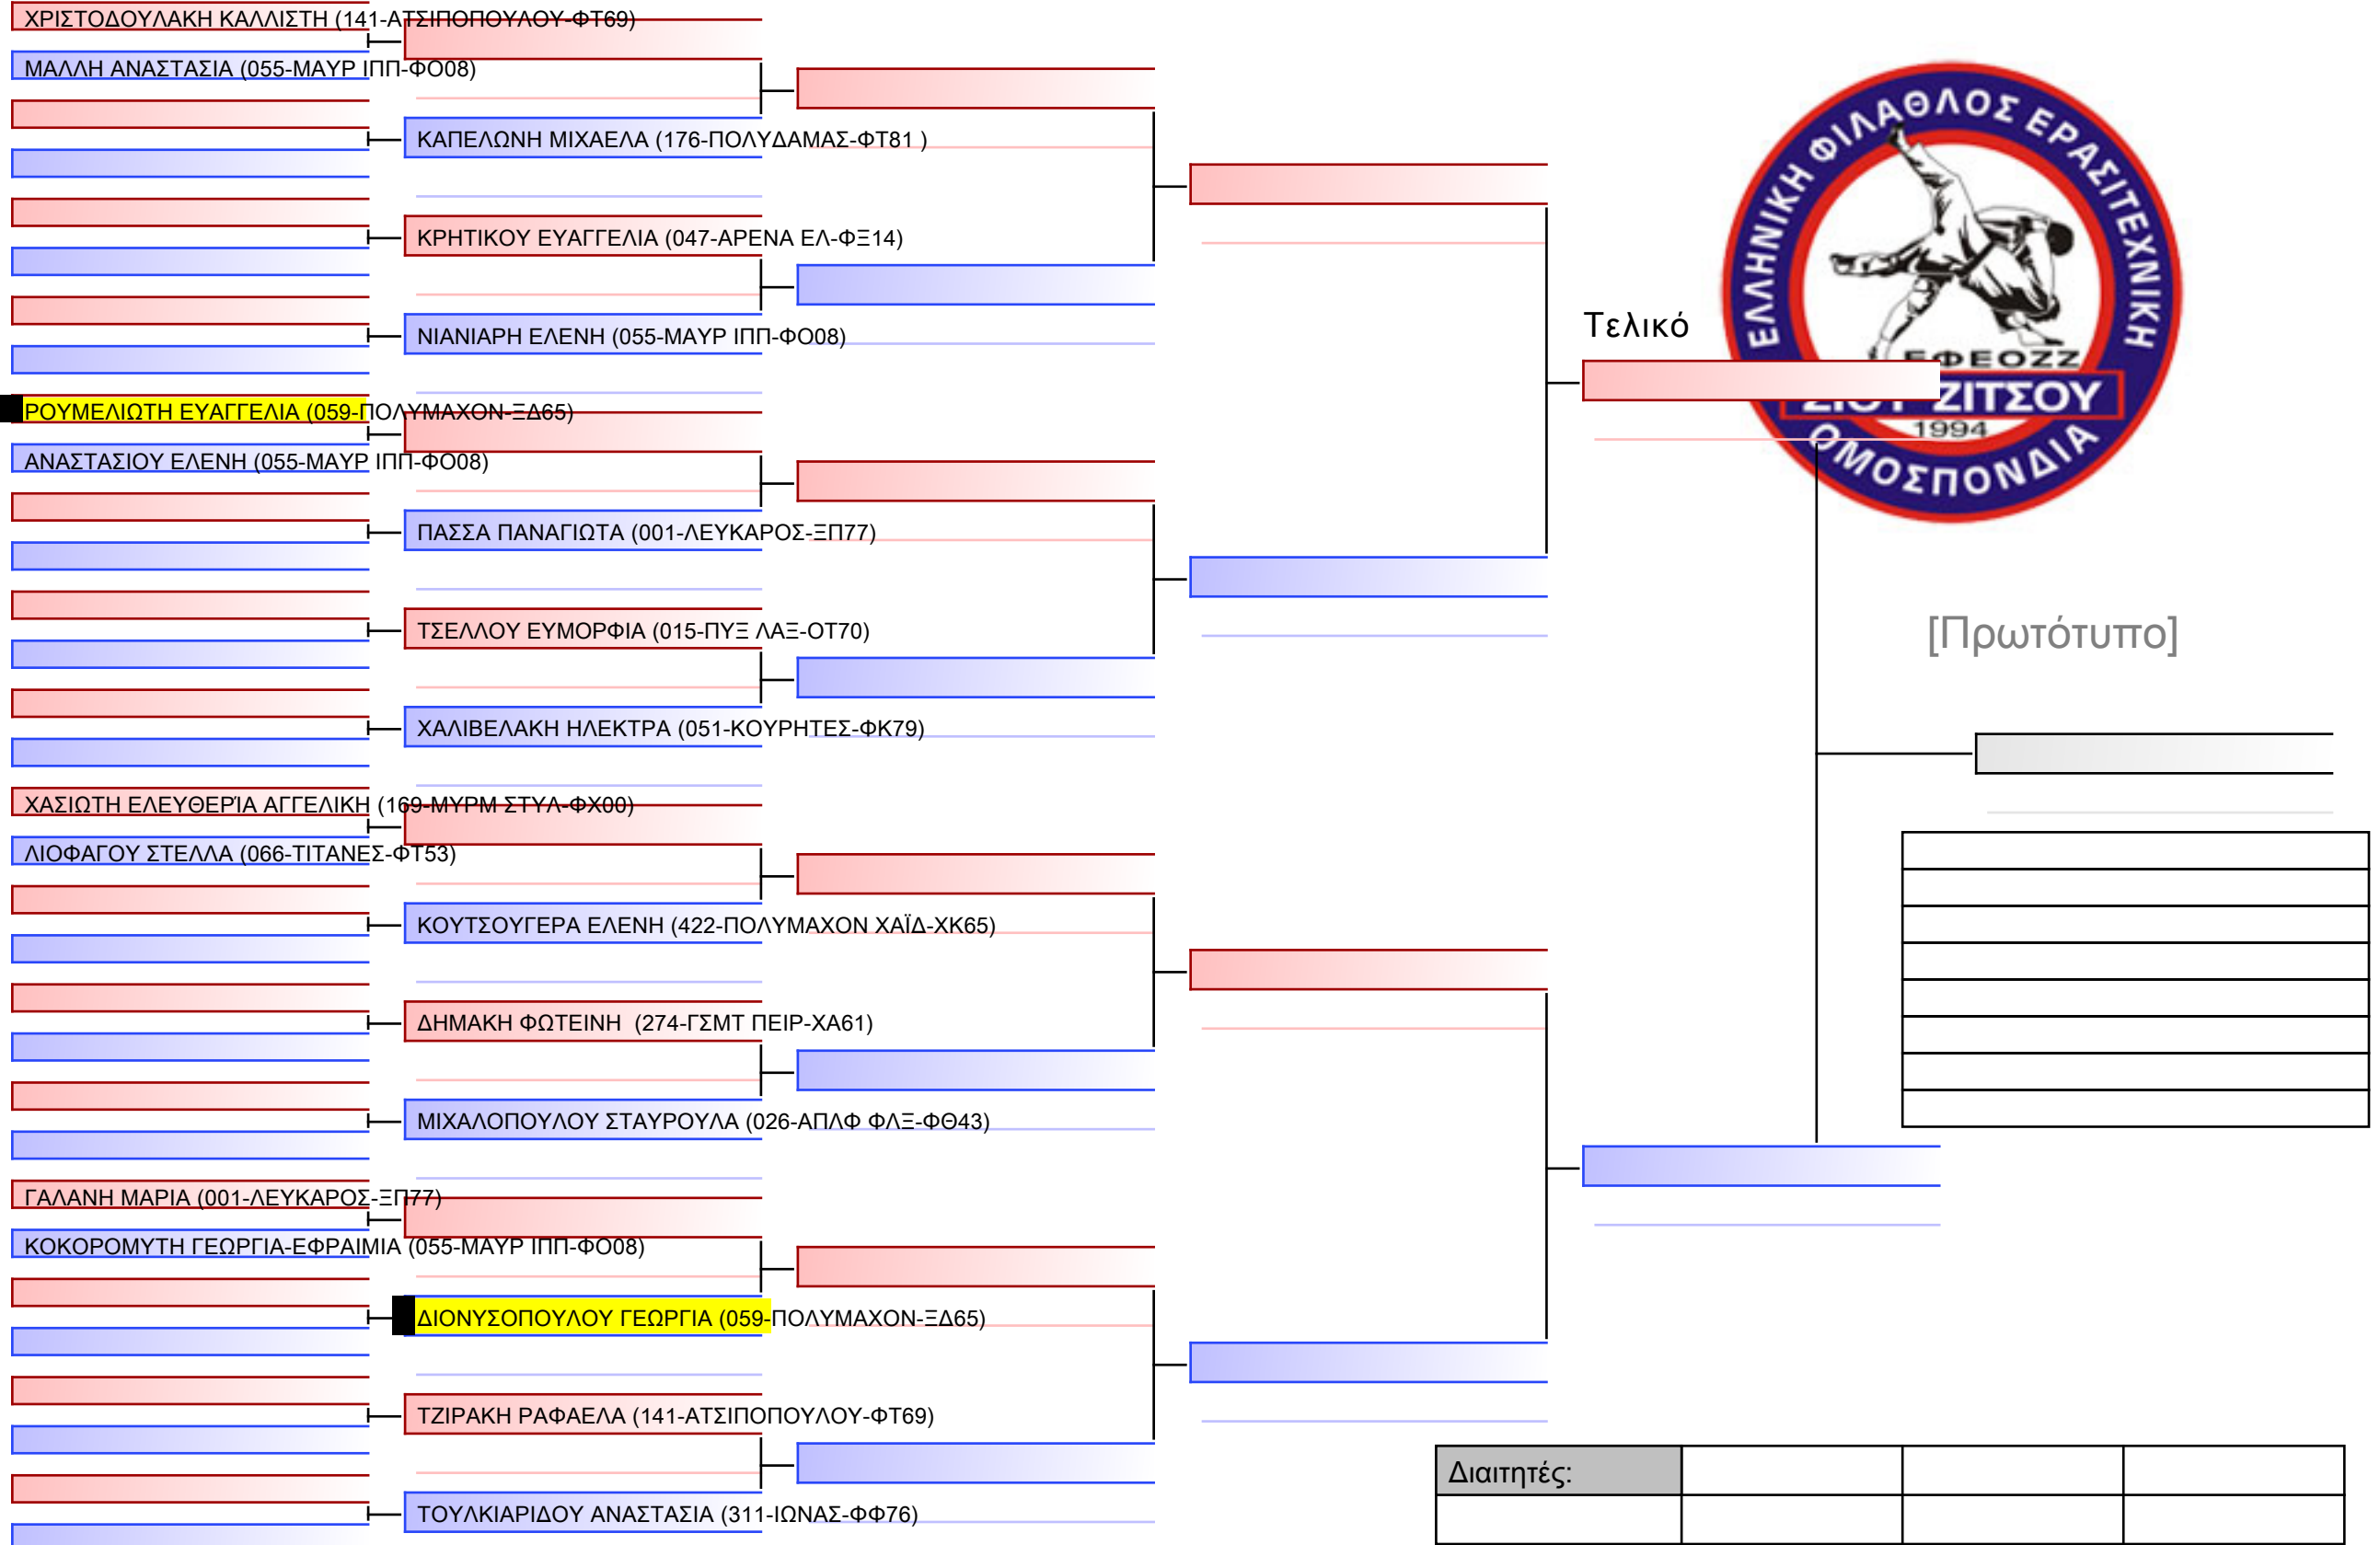 ΧΡΙΣΤΟΔΟΥΛΑΚΗ ΚΑΛΛΙΣΤΗ (141-ΑΤΣΙΠΟΠΟΥΛΟΥ-ΦΤ69)
ΜΑΛΛΗ ΑΝΑΣΤΑΣΙΑ (055-ΜΑΥΡ ΙΠΠ-ΦΟ08)
ΚΑΠΕΛΩΝΗ ΜΙΧΑΕΛΑ (176-ΠΟΛΥΔΑΜΑΣ-ΦΤ81 )
ΚΡΗΤΙΚΟΥ ΕΥΑΓΓΕΛΙΑ (047-ΑΡΕΝΑ ΕΛ-ΦΞ14)
ΝΙΑΝΙΑΡΗ ΕΛΕΝΗ (055-ΜΑΥΡ ΙΠΠ-ΦΟ08)
ΡΟΥΜΕΛΙΩΤΗ ΕΥΑΓΓΕΛΙΑ (059-ΠΟΛΥΜΑΧΟΝ-ΞΔ65)
ΑΝΑΣΤΑΣΙΟΥ ΕΛΕΝΗ (055-ΜΑΥΡ ΙΠΠ-ΦΟ08)
ΠΑΣΣΑ ΠΑΝΑΓΙΩΤΑ (001-ΛΕΥΚΑΡΟΣ-ΞΠ77)
ΤΣΕΛΛΟΥ ΕΥΜΟΡΦΙΑ (015-ΠΥΞ ΛΑΞ-ΟΤ70)
ΧΑΛΙΒΕΛΑΚΗ ΗΛΕΚΤΡΑ (051-ΚΟΥΡΗΤΕΣ-ΦΚ79)
ΧΑΣΙΩΤΗ ΕΛΕΥΘΕΡΊΑ ΑΓΓΕΛΙΚΗ (169-ΜΥΡΜ ΣΤΥΛ-ΦΧ00)
ΛΙΟΦΑΓΟΥ ΣΤΕΛΛΑ (066-ΤΙΤΑΝΕΣ-ΦΤ53)
ΚΟΥΤΣΟΥΓΕΡΑ ΕΛΕΝΗ (422-ΠΟΛΥΜΑΧΟΝ ΧΑΪΔ-ΧΚ65)
ΔΗΜΑΚΗ ΦΩΤΕΙΝΗ  (274-ΓΣΜΤ ΠΕΙΡ-ΧΑ61)
ΜΙΧΑΛΟΠΟΥΛΟΥ ΣΤΑΥΡΟΥΛΑ (026-ΑΠΛΦ ΦΛΞ-ΦΘ43)
ΓΑΛΑΝΗ ΜΑΡΙΑ (001-ΛΕΥΚΑΡΟΣ-ΞΠ77)
ΚΟΚΟΡΟΜΥΤΗ ΓΕΩΡΓΙΑ-ΕΦΡΑΙΜΙΑ (055-ΜΑΥΡ ΙΠΠ-ΦΟ08)
ΔΙΟΝΥΣΟΠΟΥΛΟΥ ΓΕΩΡΓΙΑ (059-ΠΟΛΥΜΑΧΟΝ-ΞΔ65)
ΤΖΙΡΑΚΗ ΡΑΦΑΕΛΑ (141-ΑΤΣΙΠΟΠΟΥΛΟΥ-ΦΤ69)
ΤΟΥΛΚΙΑΡΙΔΟΥ ΑΝΑΣΤΑΣΙΑ (311-ΙΩΝΑΣ-ΦΦ76)
Τελικό
ΕΛΛΗΝΙΚΗ ΦΙΛΑΘΛΟΣ ΕΡΑΣΙΤΕΧΝΙΚΗ
ΕΦΕΟΖΖ
ΖΙΤΣΟΥ
1994
ΟΜΟΣΠΟΝΔΙΑ
[Πρωτότυπο]
Διαιτητές: